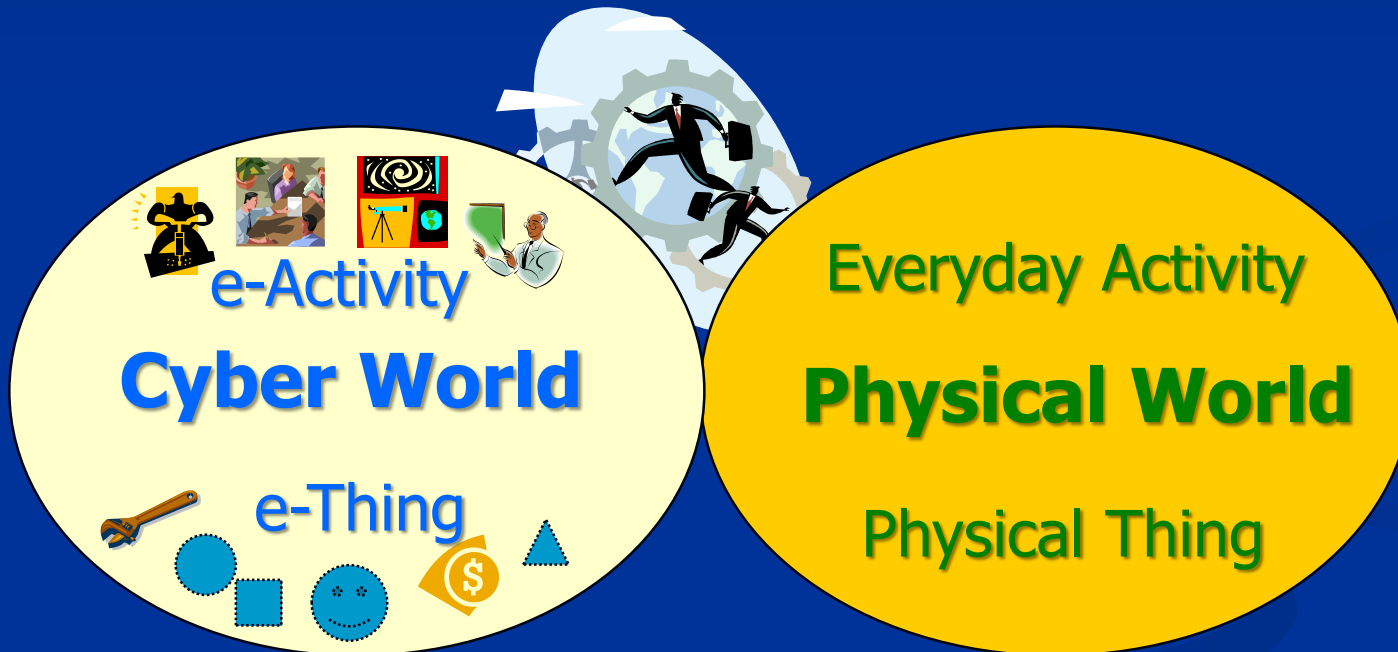 e-Activity
Cyber World
e-Thing
$
Everyday Activity
Physical World
Physical Thing